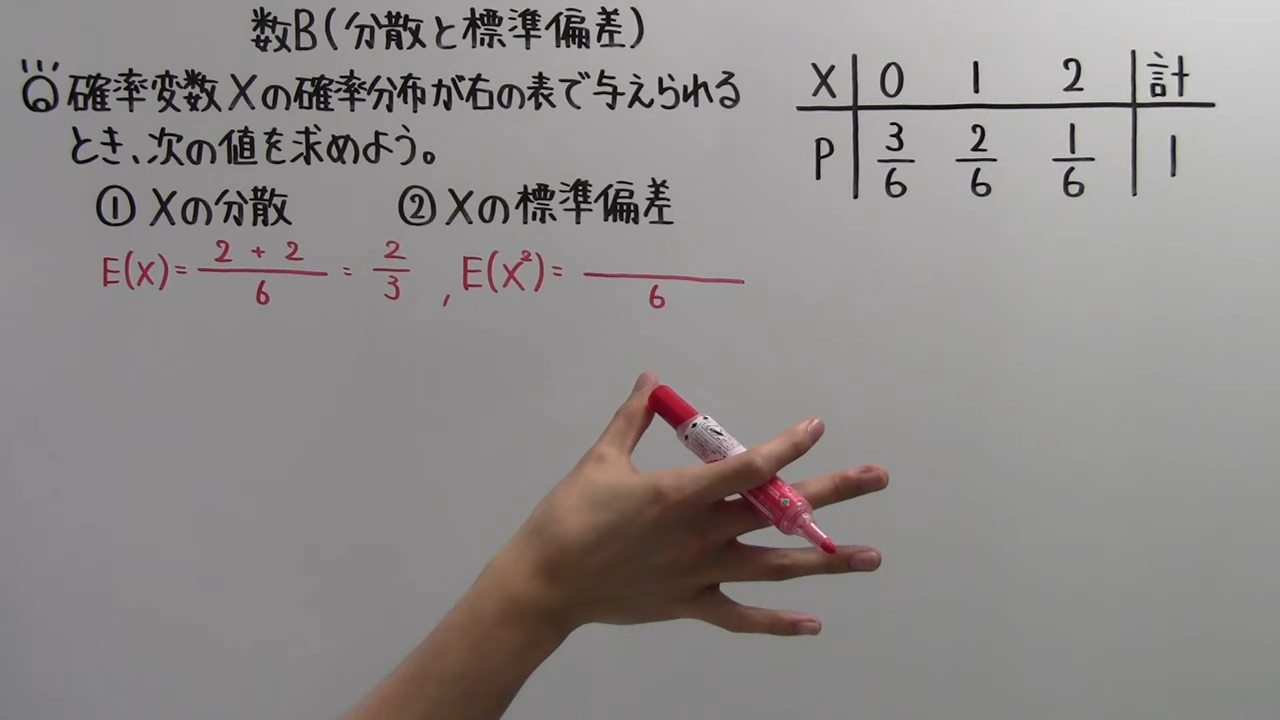 数B(分散と標準偏差)
Q 確率変数Xの確率分布が右の表で与えられる
とき、次の値を求めよう。
① Xの分散 ② Xの標準偏差
E(X)= (2+2)/6 = 2/3 , E(X²)= /6
X 0 1 2 計
P 3/6 2/6 1/6 1